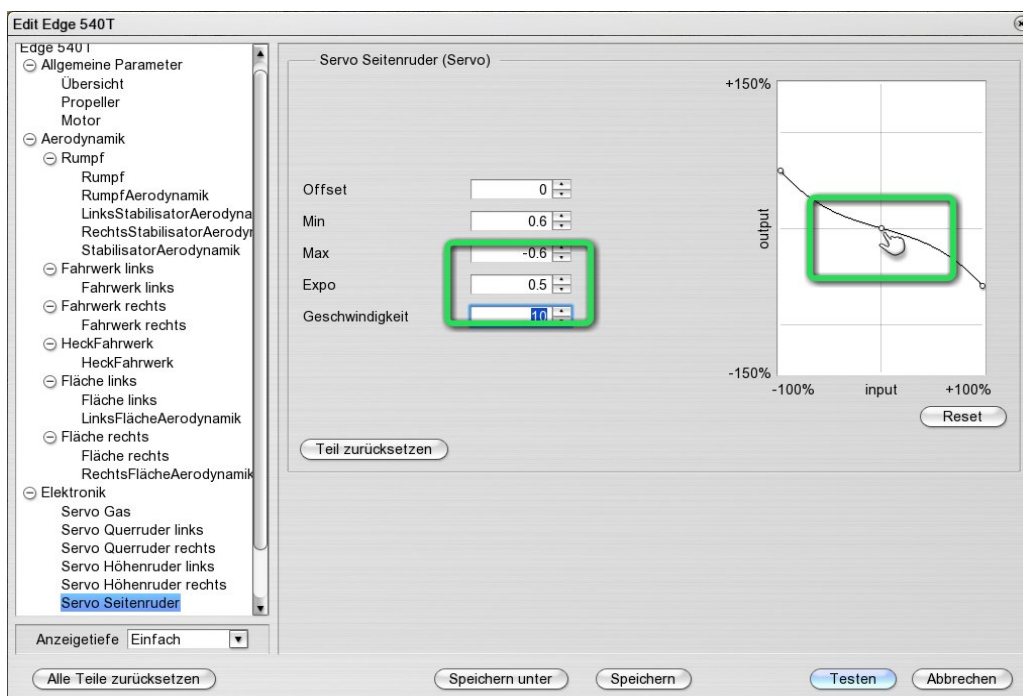 Edit Edge 540T
Edge 540T
Allgemeine Parameter
Übersicht
Propeller
Motor
Aerodynamik
Rumpf
Rumpf
RumpfAerodynamik
LinksStabilisatorAerodyna
RechtsStabilisatorAerodyr
StabilisatorAerodynamik
Fahrwerk links
Fahrwerk links
Fahrwerk rechts
Fahrwerk rechts
HeckFahrwerk
HeckFahrwerk
Fläche links
Fläche links
LinksFlächeAerodynamik
Fläche rechts
Fläche rechts
RechtsFlächeAerodynamik
Elektronik
Servo Gas
Servo Querruder links
Servo Querruder rechts
Servo Höhenruder links
Servo Höhenruder rechts
Servo Seitenruder
Anzeigetiefe Einfach
Servo Seitenruder (Servo)
Offset 0
Min 0.6
Max -0.6
Expo 0.5
Geschwindigkeit 10
Teil zurücksetzen
+150%
output
-150%
-100% input +100%
Reset
Alle Teile zurücksetzen Speichern unter Speichern Testen Abbrechen